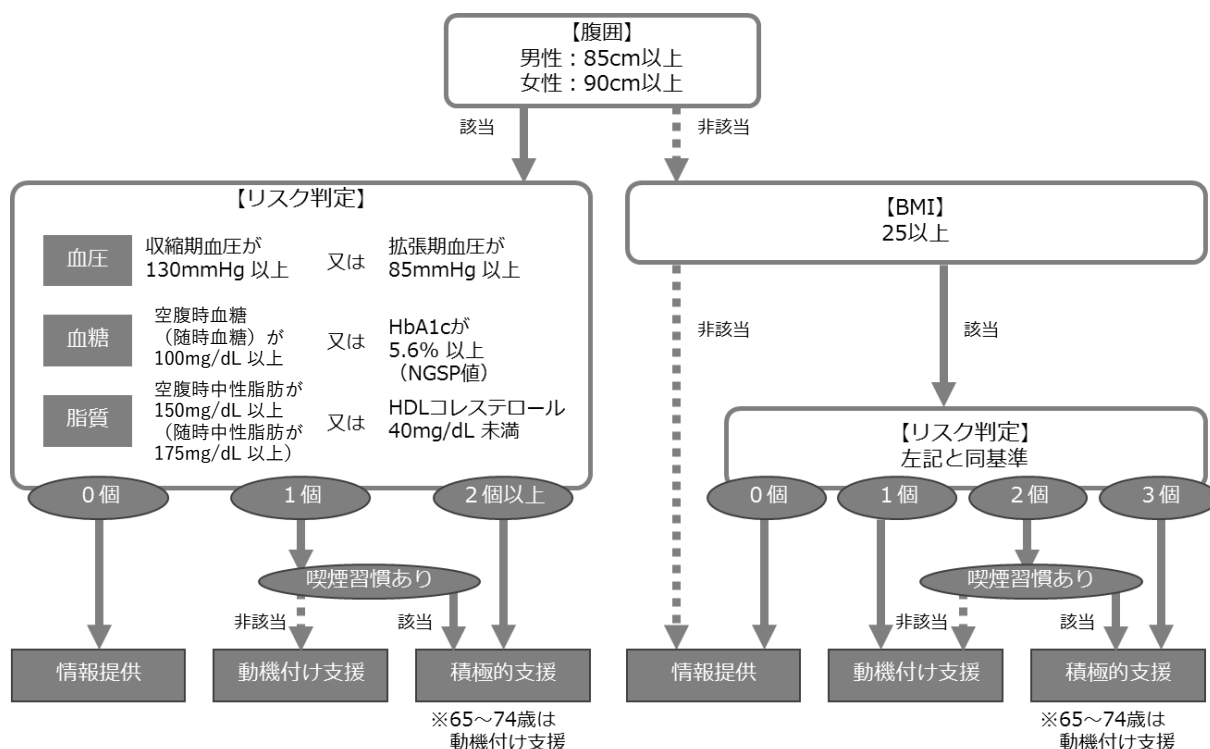 【腹囲】
男性：85cm以上
女性：90cm以上
該当
非該当
【リスク判定】
血圧
収縮期血圧が
130mmHg 以上
又は
拡張期血圧が
85mmHg 以上
血糖
空腹時血糖
（随時血糖）が
100mg/dL 以上
又は
HbA1cが
5.6% 以上
（NGSP値）
脂質
空腹時中性脂肪が
150mg/dL 以上
（随時中性脂肪が
175mg/dL 以上）
又は
HDLコレステロール
40mg/dL 未満
0個
1個
2個以上
喫煙習慣あり
非該当
該当
情報提供
動機付け支援
積極的支援
※65～74歳は
動機付け支援
【BMI】
25以上
非該当
該当
【リスク判定】
左記と同基準
0個
1個
2個
3個
喫煙習慣あり
非該当
該当
情報提供
動機付け支援
積極的支援
※65～74歳は
動機付け支援